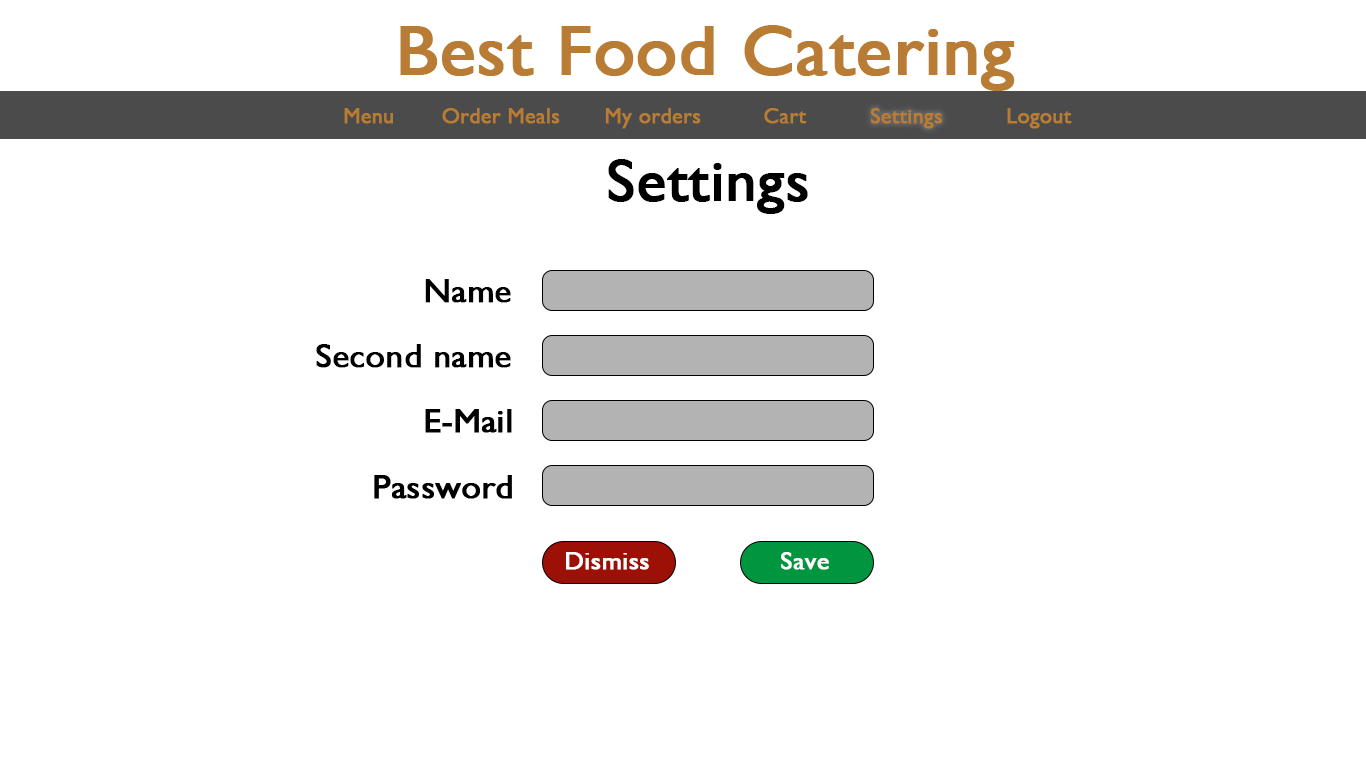 Best Food Catering
Menu Order Meals My orders Cart Settings Logout
Settings
Name
Second name
E-Mail
Password
Dismiss Save